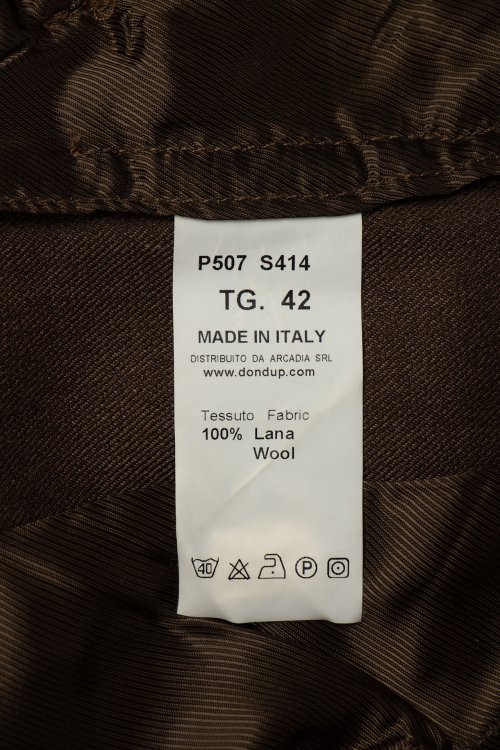 P507 S414
TG. 42
MADE IN ITALY
DISTRIBUITO DA ARCADIA SRL
www.dondup.com
Tessuto Fabric
100% Lana
Wool
40 P